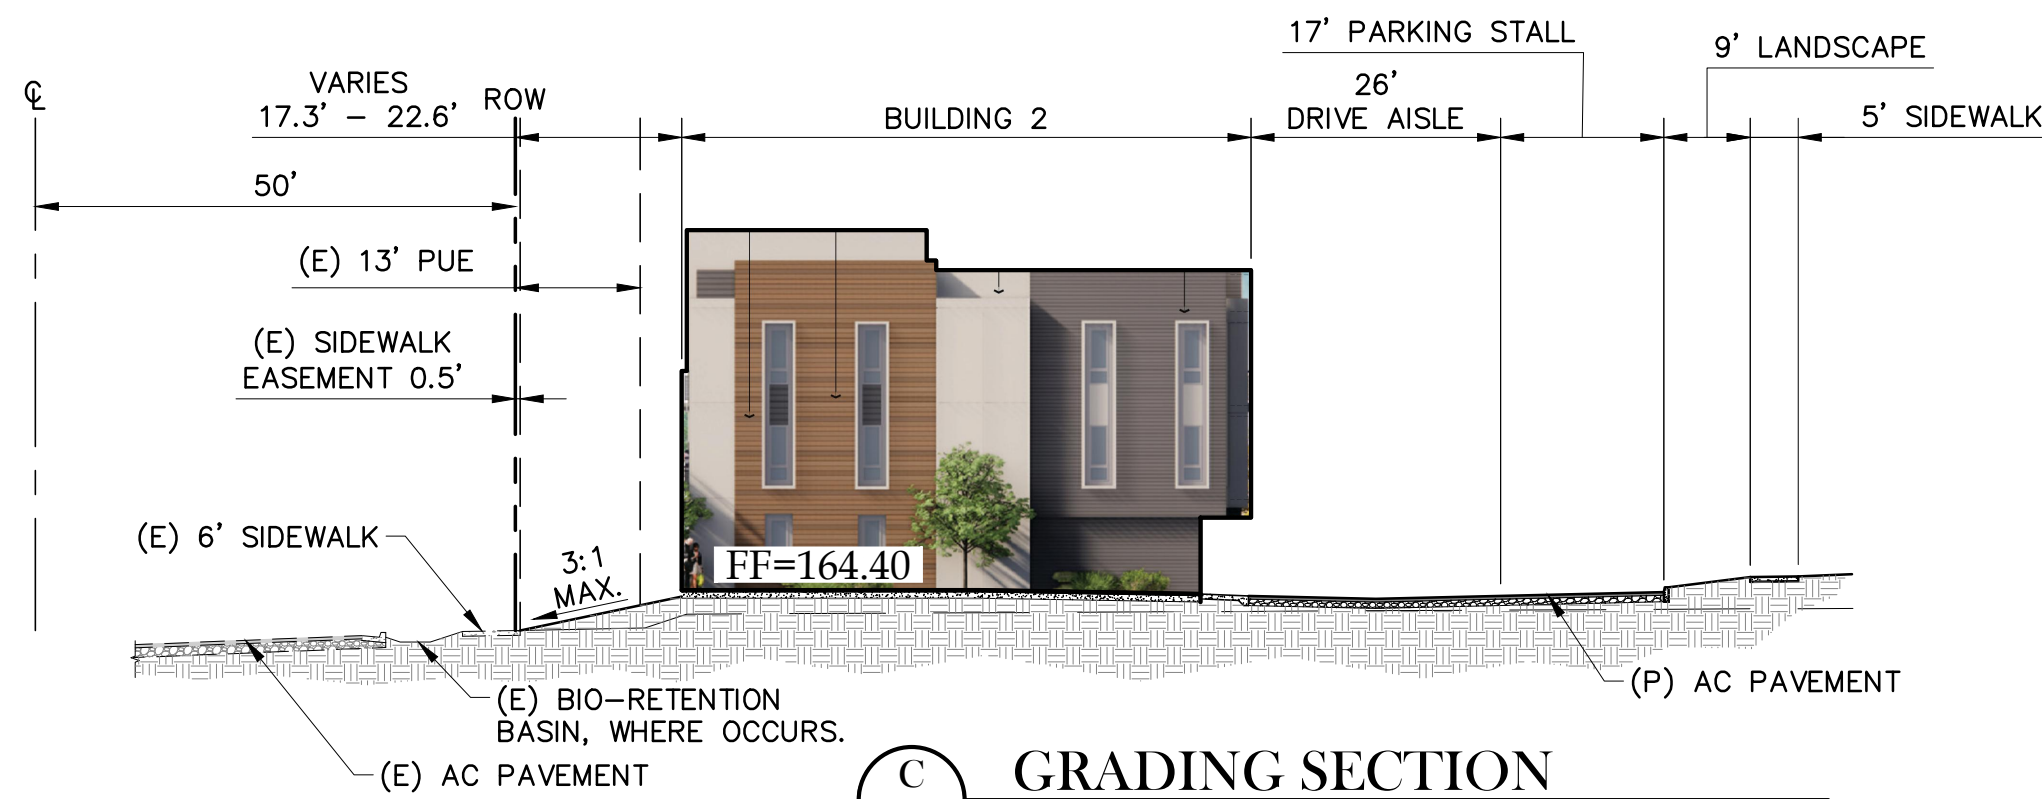 17’ PARKING STALL
9’ LANDSCAPE
℄
VARIES
17.3’ – 22.6’
ROW
BUILDING 2
26’
DRIVE AISLE
5’ SIDEWALK
50’
(E) 13’ PUE
(E) SIDEWALK
EASEMENT 0.5’
(E) 6’ SIDEWALK
3:1
MAX.
FF=164.40
(E) BIO–RETENTION
BASIN, WHERE OCCURS.
(P) AC PAVEMENT
(E) AC PAVEMENT
C
GRADING SECTION